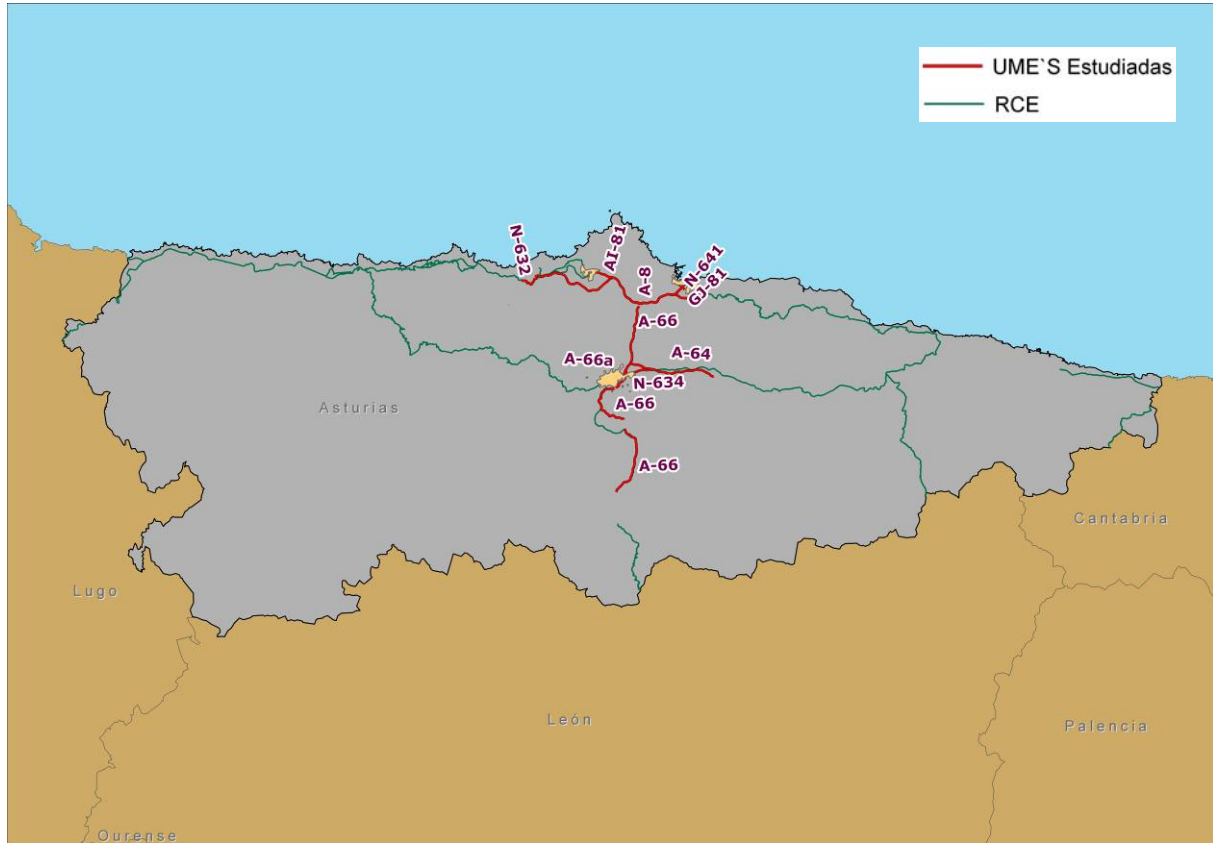 UME`S Estudiadas
RCE
N-632
AI-81
A-8
N-641
GJ-81
A-66
A-66a
A-64
N-634
A-66
Asturias
A-66
Cantabria
Lugo
León
Palencia
Ourense